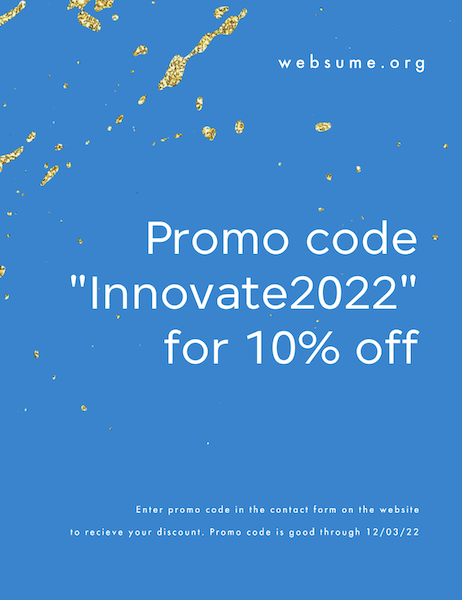 websume.org
Promo code
"Innovate2022"
for 10% off
Enter promo code in the contact form on the website
to recieve your discount. Promo code is good through 12/03/22